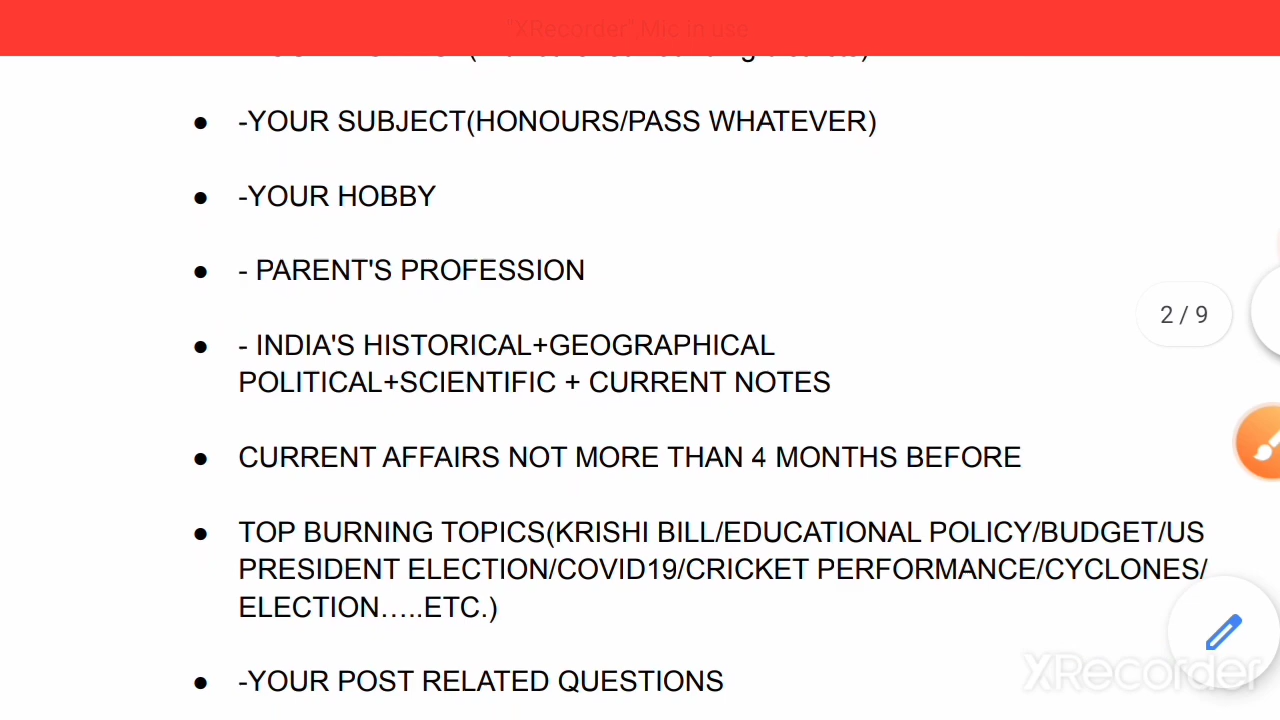 "XRecorder",Mic in use
● -YOUR SUBJECT(HONOURS/PASS WHATEVER)
● -YOUR HOBBY
● - PARENT'S PROFESSION
2 / 9
● - INDIA'S HISTORICAL+GEOGRAPHICAL
POLITICAL+SCIENTIFIC + CURRENT NOTES
● CURRENT AFFAIRS NOT MORE THAN 4 MONTHS BEFORE
● TOP BURNING TOPICS(KRISHI BILL/EDUCATIONAL POLICY/BUDGET/US
PRESIDENT ELECTION/COVID19/CRICKET PERFORMANCE/CYCLONES/
ELECTION…..ETC.)
● -YOUR POST RELATED QUESTIONS
XRecorder